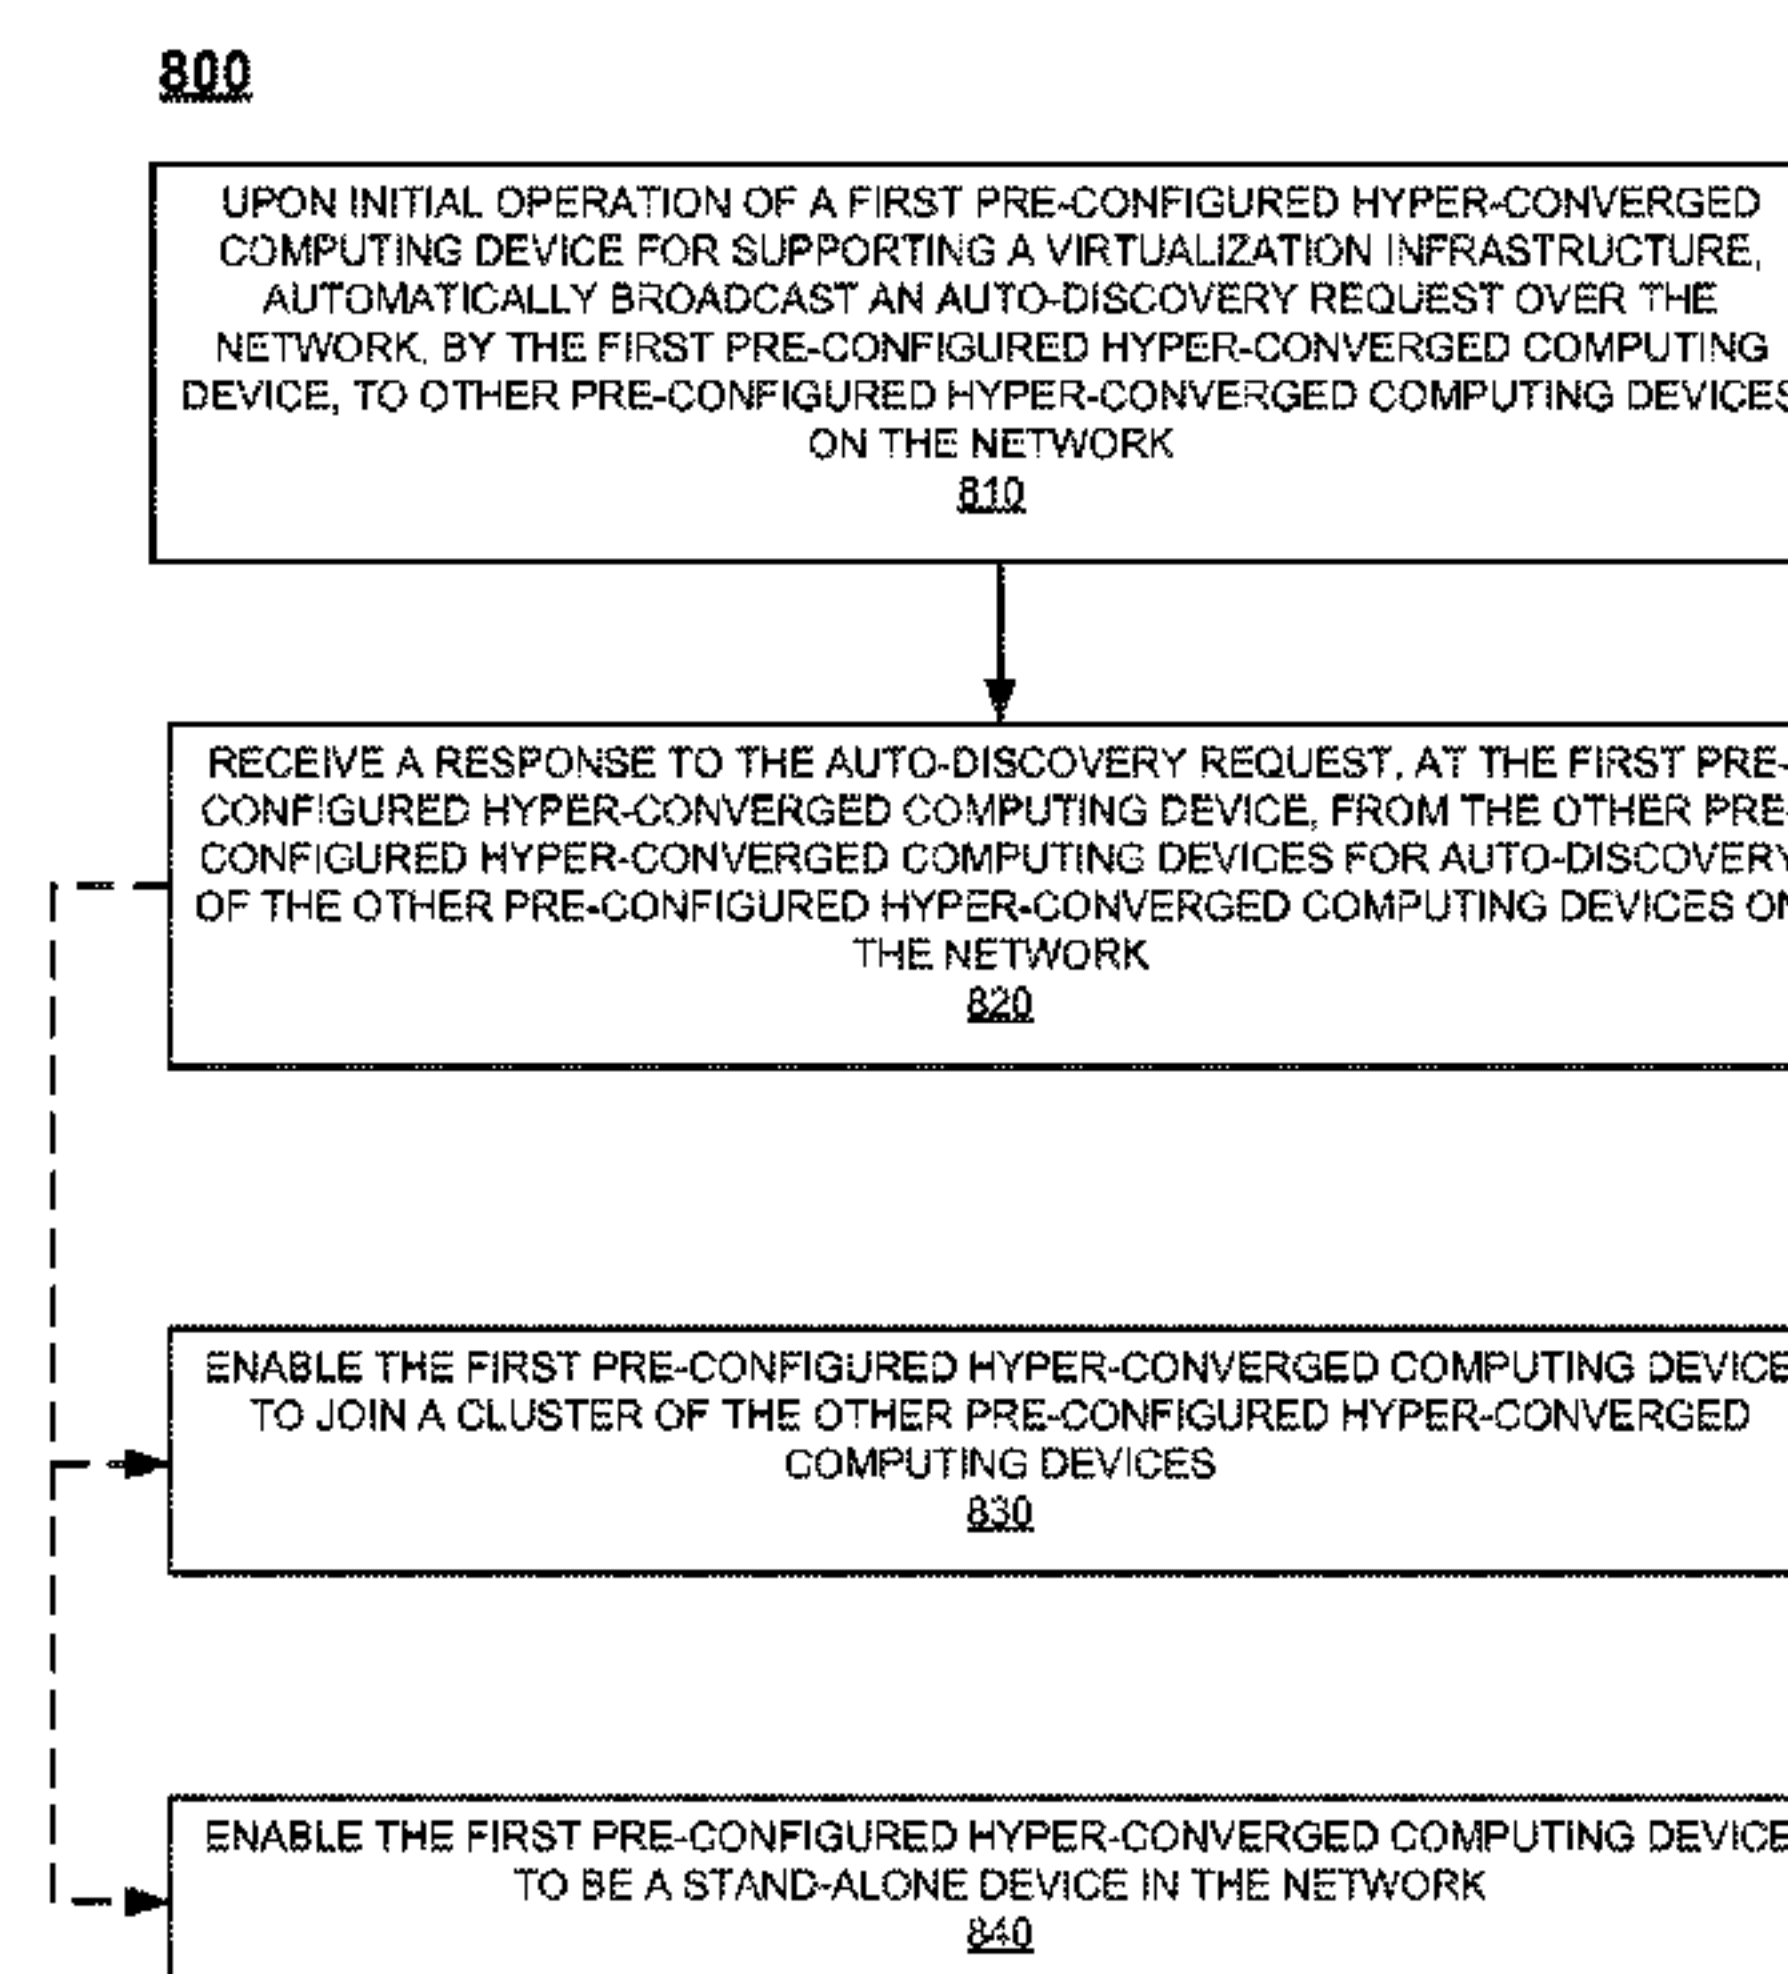 800
UPON INITIAL OPERATION OF A FIRST PRE-CONFIGURED HYPER-CONVERGED
COMPUTING DEVICE FOR SUPPORTING A VIRTUALIZATION INFRASTRUCTURE,
AUTOMATICALLY BROADCAST AN AUTO-DISCOVERY REQUEST OVER THE
NETWORK, BY THE FIRST PRE-CONFIGURED HYPER-CONVERGED COMPUTING
DEVICE, TO OTHER PRE-CONFIGURED HYPER-CONVERGED COMPUTING DEVICES
ON THE NETWORK
810
RECEIVE A RESPONSE TO THE AUTO-DISCOVERY REQUEST, AT THE FIRST PRE-
CONFIGURED HYPER-CONVERGED COMPUTING DEVICE, FROM THE OTHER PRE-
CONFIGURED HYPER-CONVERGED COMPUTING DEVICES FOR AUTO-DISCOVERY
OF THE OTHER PRE-CONFIGURED HYPER-CONVERGED COMPUTING DEVICES ON
THE NETWORK
820
ENABLE THE FIRST PRE-CONFIGURED HYPER-CONVERGED COMPUTING DEVICE
TO JOIN A CLUSTER OF THE OTHER PRE-CONFIGURED HYPER-CONVERGED
COMPUTING DEVICES
830
ENABLE THE FIRST PRE-CONFIGURED HYPER-CONVERGED COMPUTING DEVICE
TO BE A STAND-ALONE DEVICE IN THE NETWORK
840